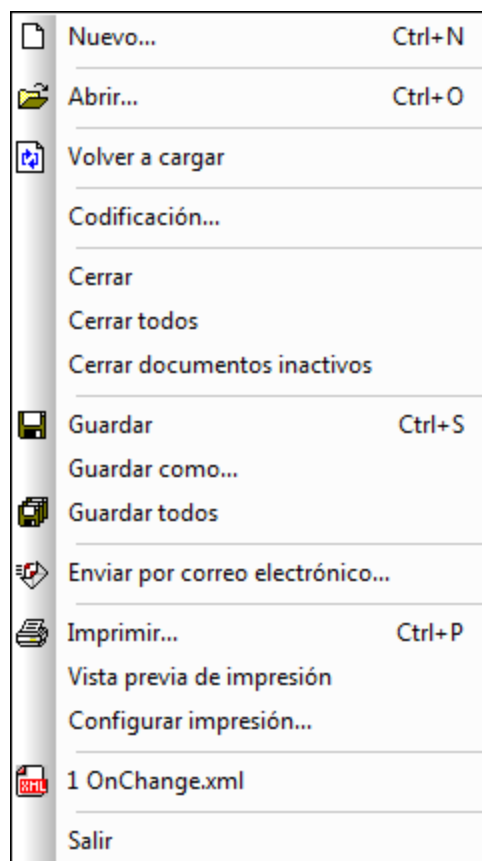 Nuevo... Ctrl+N
Abrir... Ctrl+O
Volver a cargar
Codificación...
Cerrar
Cerrar todos
Cerrar documentos inactivos
Guardar Ctrl+S
Guardar como...
Guardar todos
Enviar por correo electrónico...
Imprimir... Ctrl+P
Vista previa de impresión
Configurar impresión...
XML 1 OnChange.xml
Salir